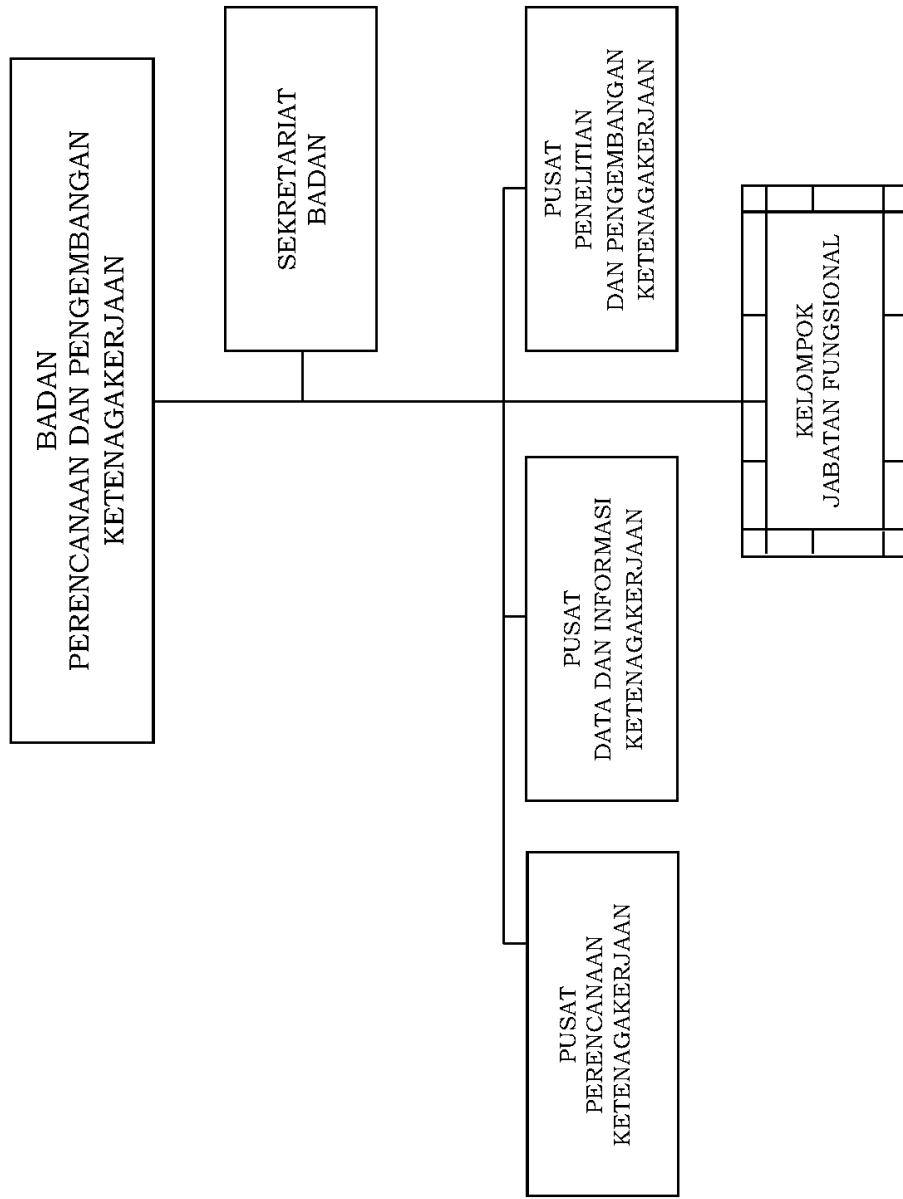 BADAN
PERENCANAAN DAN PENGEMBANGAN
KETENAGAKERJAAN
SEKRETARIAT
BADAN
PUSAT
PERENCANAAN
KETENAGAKERJAAN
PUSAT
DATA DAN INFORMASI
KETENAGAKERJAAN
PUSAT
PENELITIAN
DAN PENGEMBANGAN
KETENAGAKERJAAN
KELOMPOK
JABATAN FUNGSIONAL